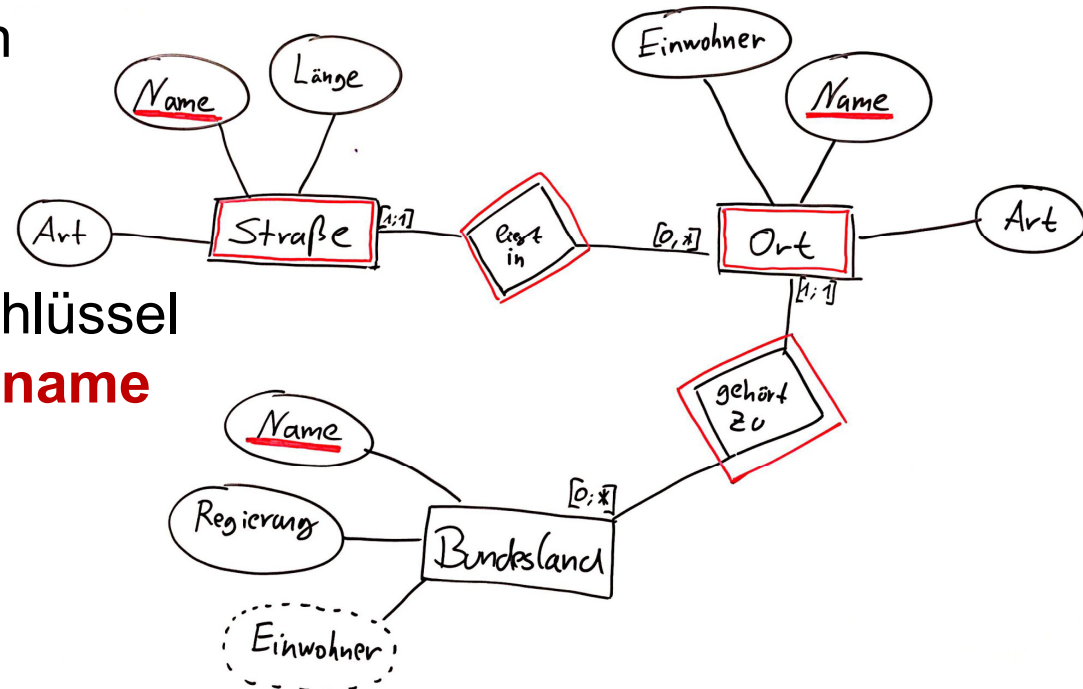 n
Einwohner
Länge
Name
Name
Art
Straße
[1;1]
liegt
in
[0,*]
Ort
Art
[1;1]
hlüssel
name
gehört
zu
Name
[0;*]
Regierung
Bundesland
Einwohner